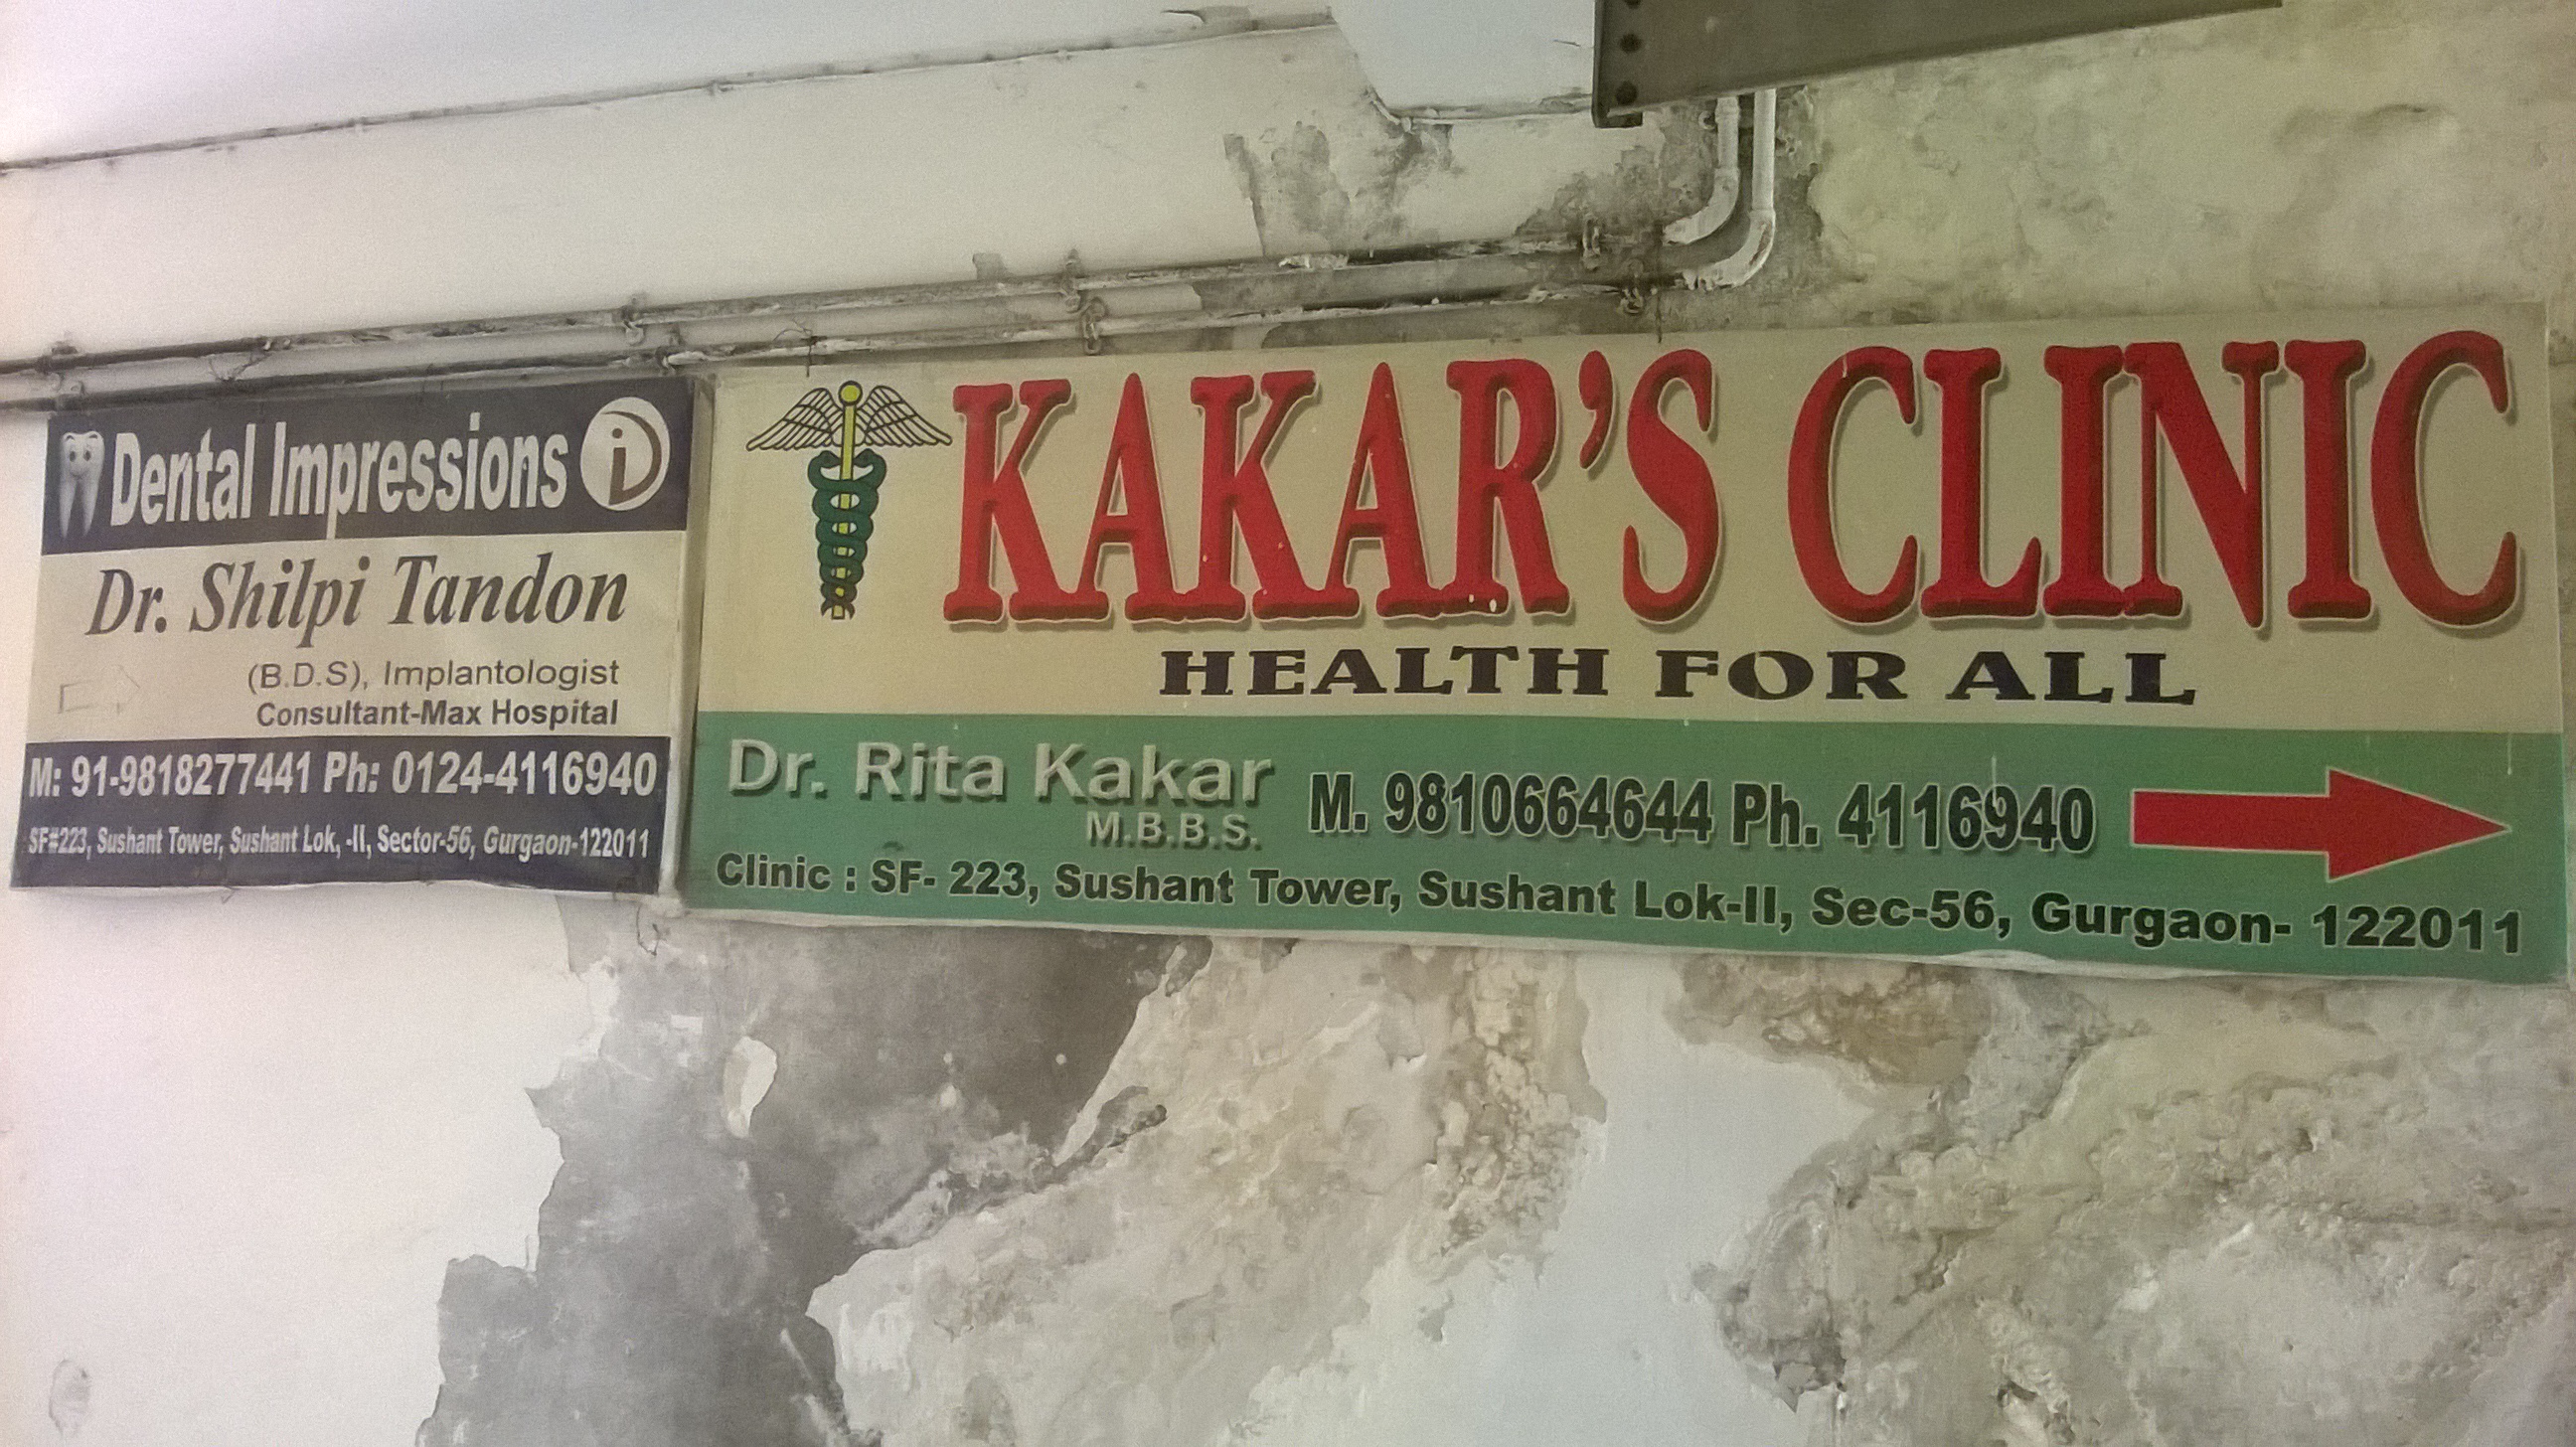 Dental Impressions iD
Dr. Shilpi Tandon
(B.D.S), Implantologist
Consultant-Max Hospital
M: 91-9818277441 Ph: 0124-4116940
SF#223, Sushant Tower, Sushant Lok, -II, Sector-56, Gurgaon-122011
KAKAR'S CLINIC
HEALTH FOR ALL
Dr. Rita Kakar
M.B.B.S.
M. 9810664644 Ph. 4116940
Clinic : SF- 223, Sushant Tower, Sushant Lok-II, Sec-56, Gurgaon- 122011